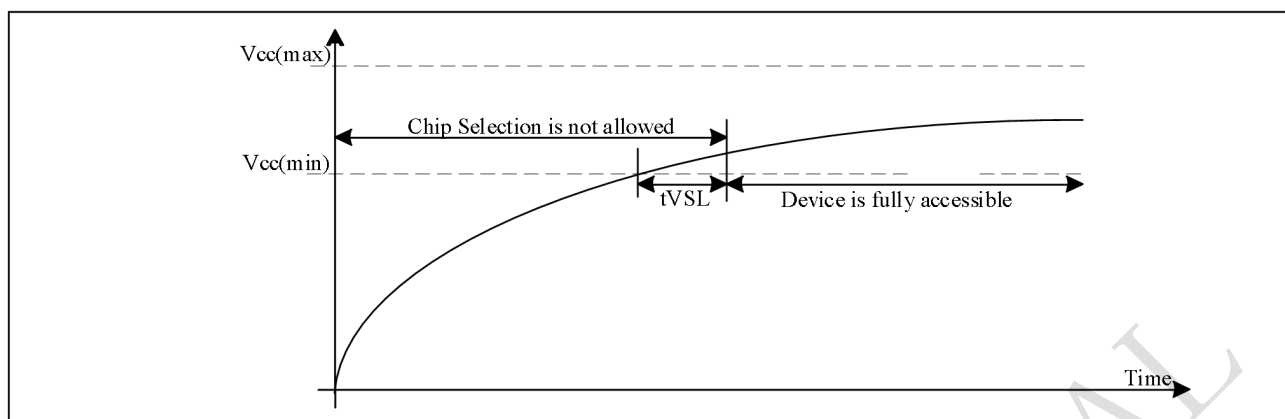 Vcc(max)
Chip Selection is not allowed
Vcc(min)
tVSL
Device is fully accessible
Time